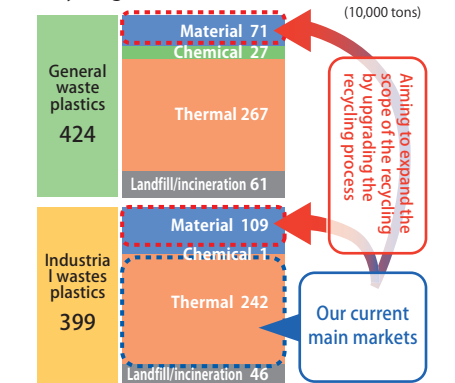 (10,000 tons)
General
waste
plastics
424
Material 71
Chemical 27
Thermal 267
Landfill/incineration 61
Industria
l wastes
plastics
399
Material 109
Chemical 1
Thermal 242
Landfill/incineration 46
Aiming to expand the
scope of the recycling
by upgrading the
recycling process
Our current
main markets